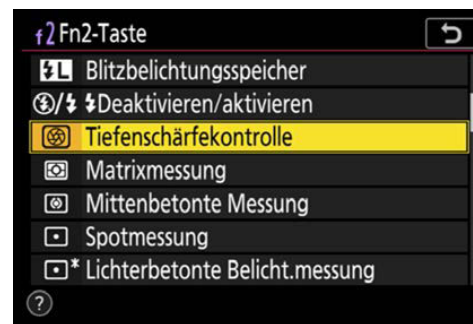 f2 Fn2-Taste
L Blitzbelichtungsspeicher
Deaktivieren/aktivieren
Tiefenschärfekontrolle
Matrixmessung
Mittenbetonte Messung
Spotmessung
* Lichterbetonte Belicht.messung
?